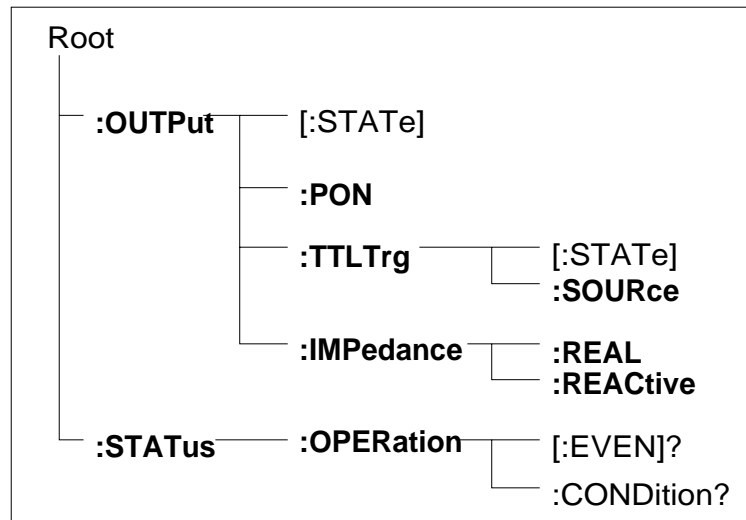 Root
:OUTPut [:STATe]
:PON
:TTLTrg [:STATe]
:SOURce
:IMPedance :REAL
:REACtive
:STATus :OPERation [:EVEN]?
:CONDition?